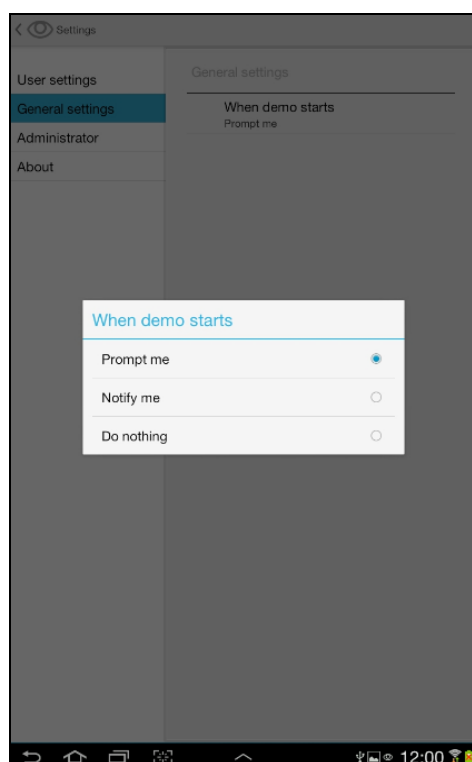 Settings
User settings
General settings
Administrator
About
General settings
When demo starts
Prompt me
When demo starts
Prompt me
Notify me
Do nothing
12:00